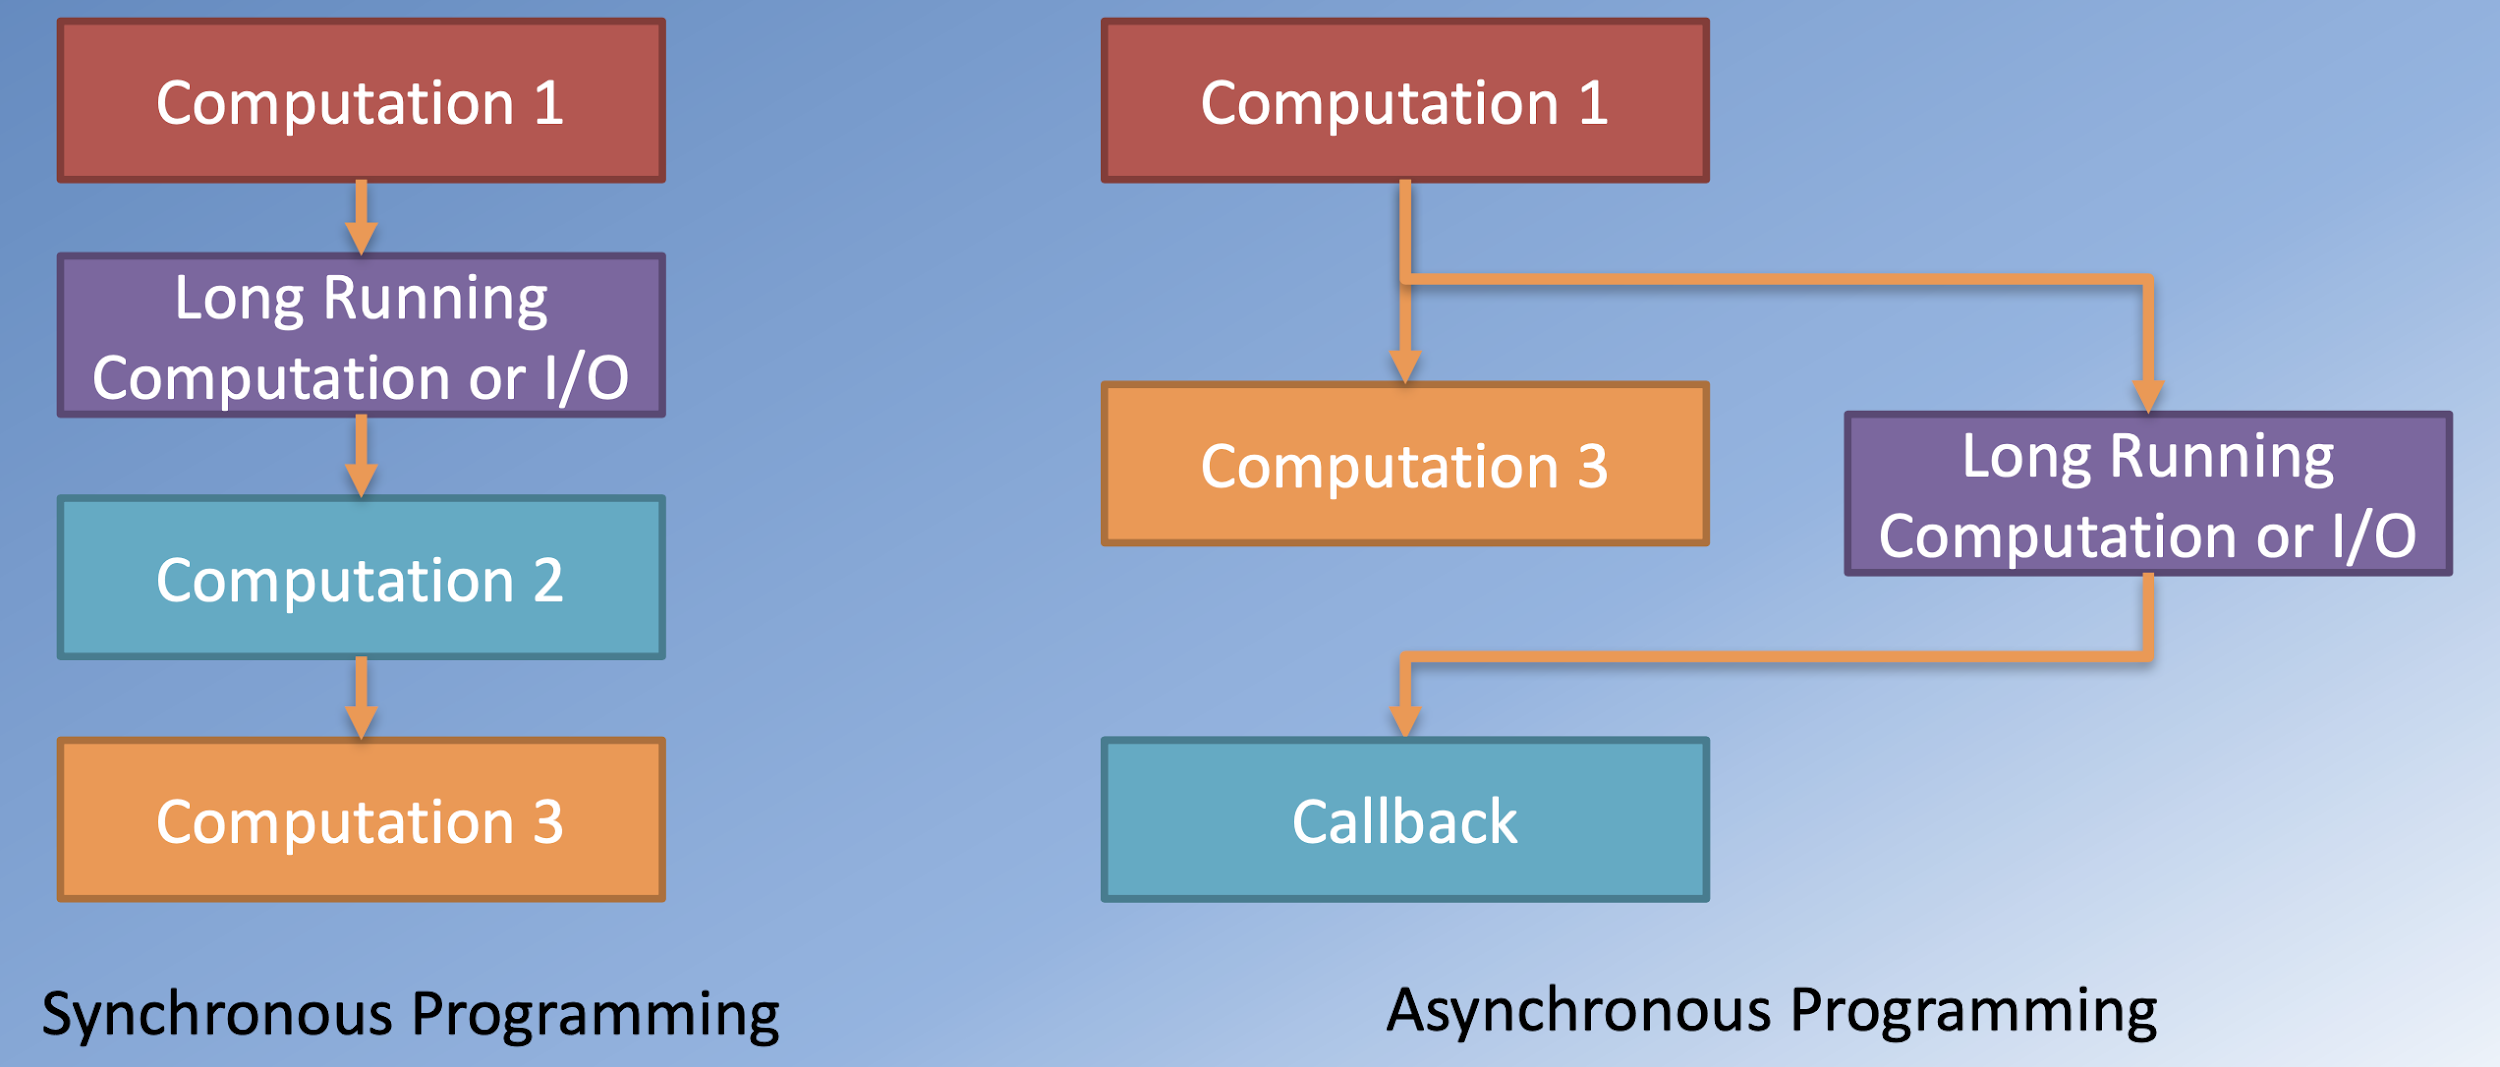 Computation 1
Long Running
Computation or I/O
Computation 2
Computation 3
Synchronous Programming
Computation 1
Computation 3
Long Running
Computation or I/O
Callback
Asynchronous Programming